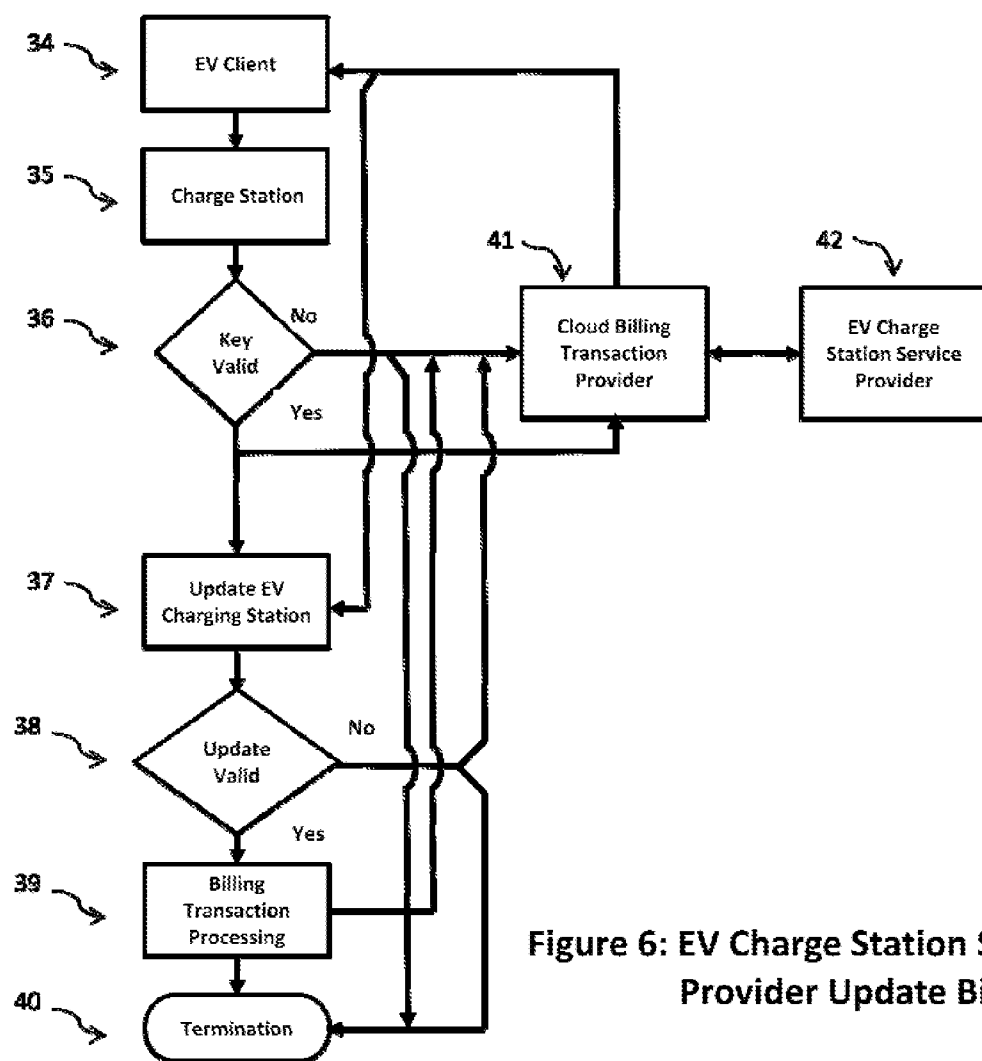 34
EV Client
35
Charge Station
41
42
36
Key
Valid
No
Yes
Cloud Billing
Transaction
Provider
EV Charge
Station Service
Provider
37
Update EV
Charging Station
38
Update
Valid
No
Yes
39
Billing
Transaction
Processing
40
Termination
Figure 6: EV Charge Station
Provider Update